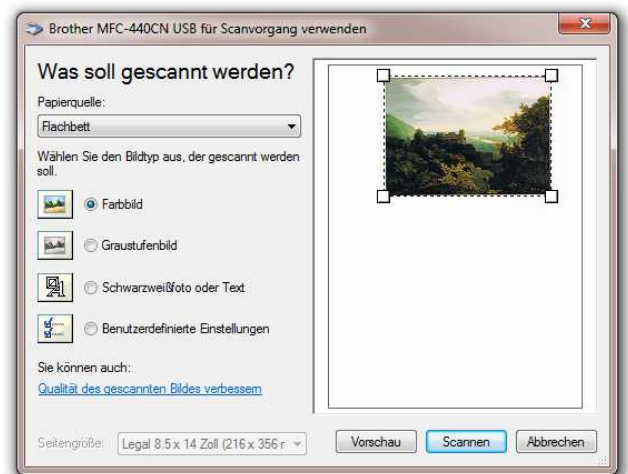 Brother MFC-440CN USB für Scanvorgang verwenden
Was soll gescannt werden?
Papierquelle:
Flachbett
Wählen Sie den Bildtyp aus, der gescannt werden
soll.
Farbbild
Graustufenbild
Schwarzweißfoto oder Text
Benutzerdefinierte Einstellungen
Sie können auch:
Qualität des gescannten Bildes verbessern
Seitengröße: Legal 8.5 x 14 Zoll (216 x 356 r
Vorschau Scannen Abbrechen